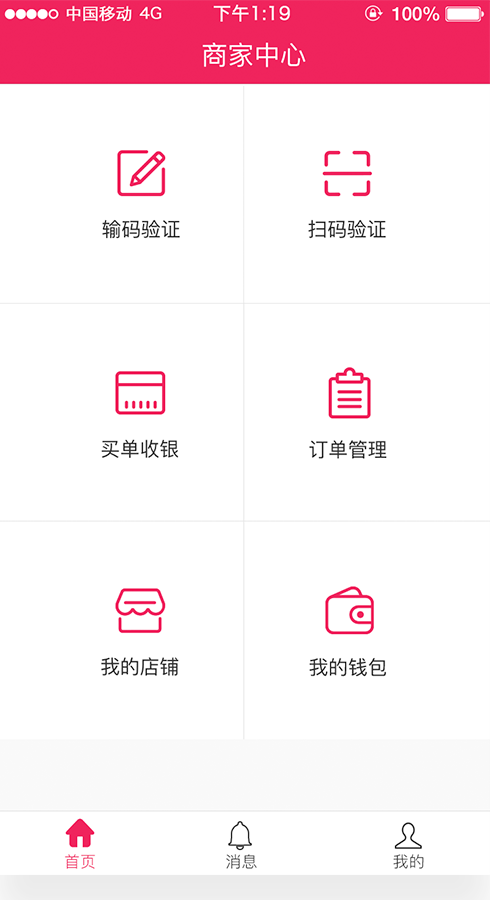 中国移动 4G 下午1:19 100%
商家中心
输码验证 扫码验证
买单收银 订单管理
我的店铺 我的钱包
首页 消息 我的